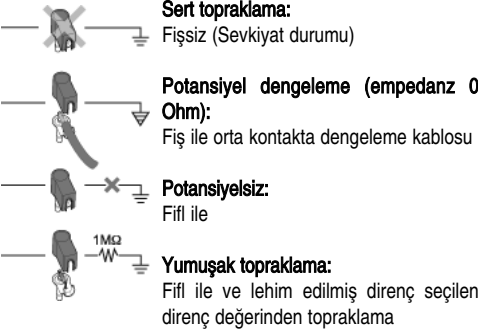 Sert topraklama:
Fişsiz (Sevkiyat durumu)
Potansiyel dengeleme (empedanz 0
Ohm):
Fiş ile orta kontakta dengeleme kablosu
Potansiyelsiz:
Fifl ile
1MΩ
Yumuşak topraklama:
Fifl ile ve lehim edilmiş direnç seçilen
direnç değerinden topraklama